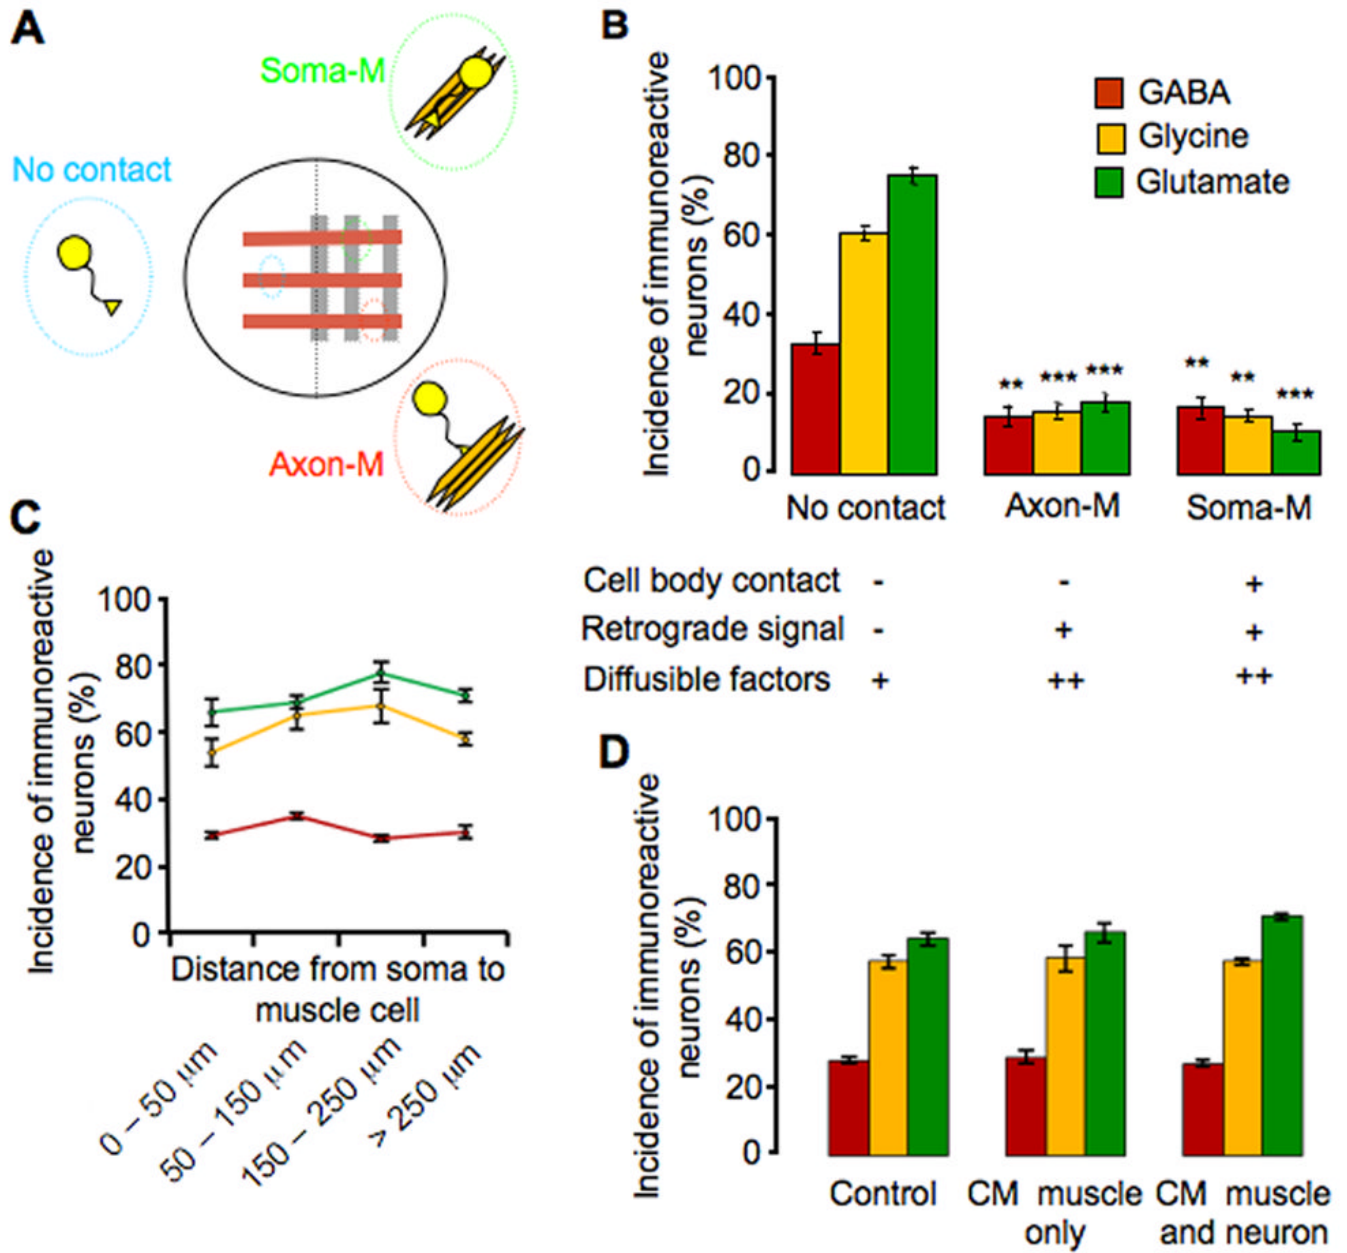 A
Soma-M
No contact
Axon-M
B
Incidence of immunoreactive
neurons (%)
100
80
60
40
20
0
GABA
Glycine
Glutamate
** *** ***
** ** ***
No contact Axon-M Soma-M
Cell body contact - - +
Retrograde signal - + +
Diffusible factors + ++ ++
C
Incidence of immunoreactive
neurons (%)
100
80
60
40
20
0
Distance from soma to
muscle cell
0 – 50 μm
50 – 150 μm
150 – 250 μm
> 250 μm
D
Incidence of immunoreactive
neurons (%)
100
80
60
40
20
0
Control
CM muscle
only
CM muscle
and neuron